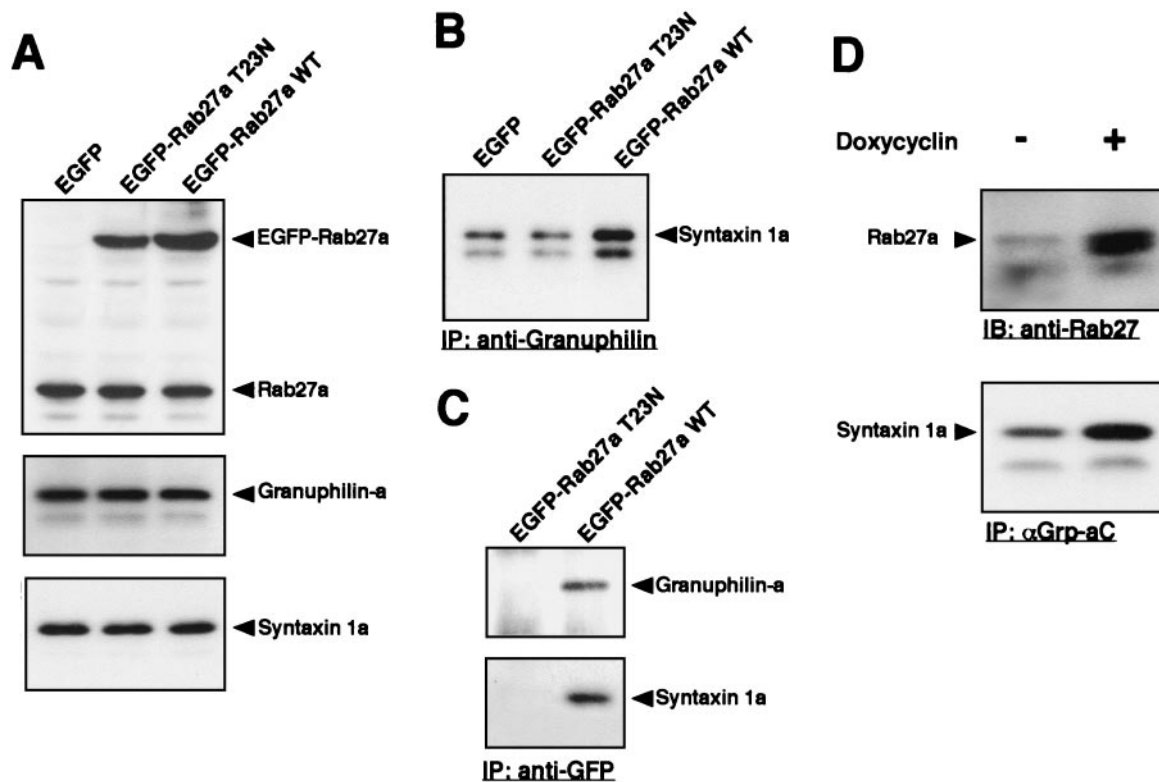 A
EGFP
EGFP-Rab27a T23N
EGFP-Rab27a WT
EGFP-Rab27a
Rab27a
Granuphilin-a
Syntaxin 1a
B
EGFP
EGFP-Rab27a T23N
EGFP-Rab27a WT
Syntaxin 1a
IP: anti-Granuphilin
C
EGFP-Rab27a T23N
EGFP-Rab27a WT
Granuphilin-a
Syntaxin 1a
IP: anti-GFP
D
Doxycyclin - +
Rab27a
IB: anti-Rab27
Syntaxin 1a
IP: αGrp-aC